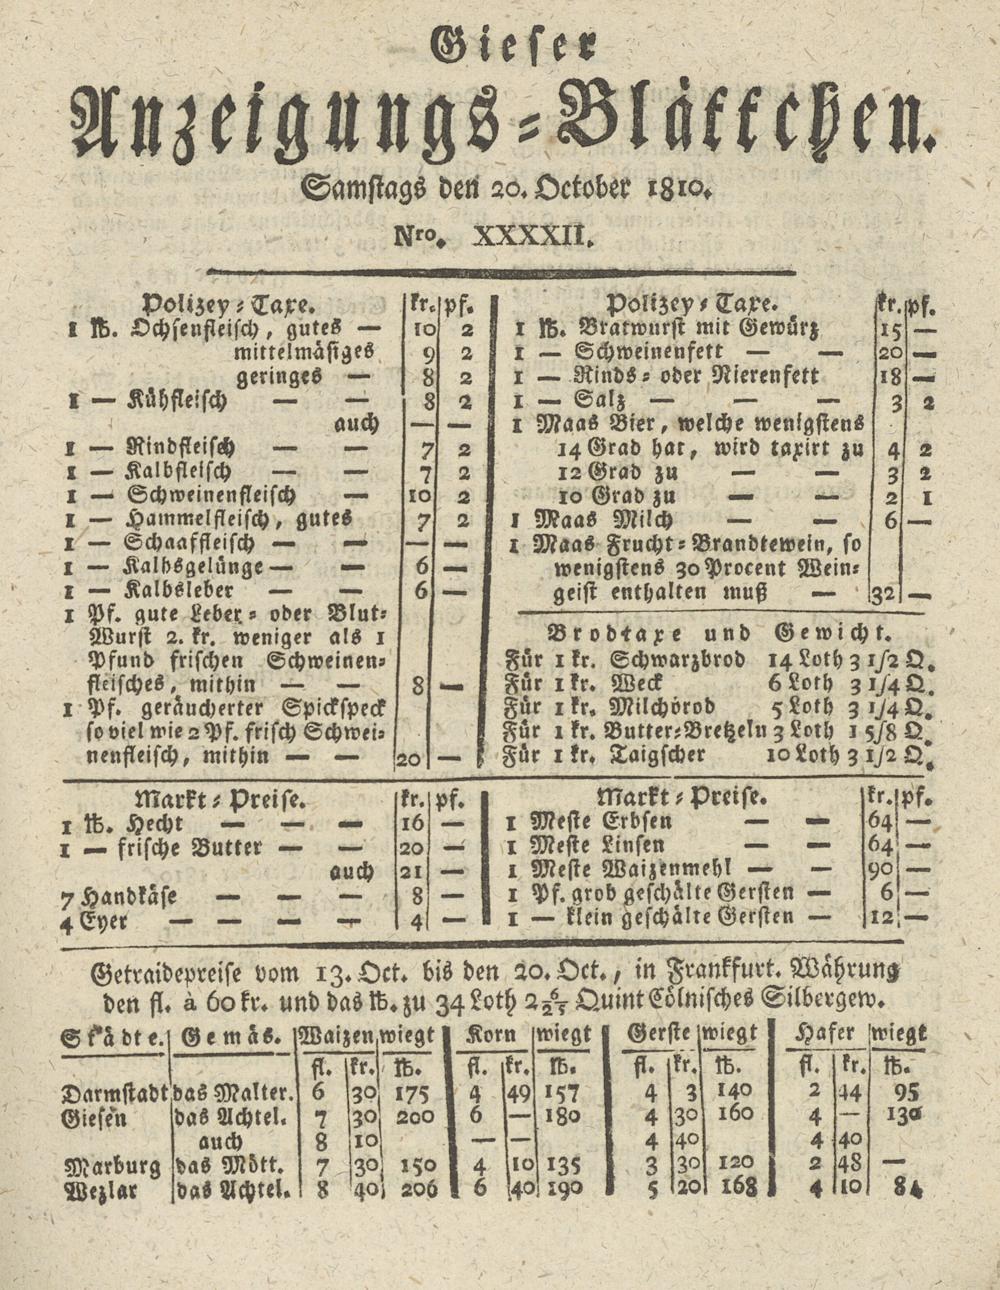 Gieser
Anzeigungs-Blättchen.
Samstags den 20. October 1810.
Nro. XXXXII.
Polizey-Taxe. kr. pf.
1 ℔. Ochsenfleisch, gutes — 10 2
mittelmäsiges 9 2
geringes — 8 2
1 — Kühfleisch — — 8 2
auch — —
1 — Rindfleisch — — 7 2
1 — Kalbfleisch — — 7 2
1 — Schweinenfleisch — 10 2
1 — Hammelfleisch, gutes 7 2
1 — Schaaffleisch — — — —
1 — Kalbsgelünge — — 6 —
1 — Kalbsleber — — 6 —
1 Pf. gute Leber- oder Blut-
Wurst 2. kr. weniger als 1
Pfund frischen Schweinen-
fleisches, mithin — — 8 —
1 Pf. geräucherter Spickspeck
so viel wie 2 Pf. frisch Schwei-
nenfleisch, mithin — — 20 —
Polizey-Taxe. kr. pf.
1 ℔. Bratwurst mit Gewürz 15 —
1 — Schweinenfett — — 20 —
1 — Rinds- oder Nierenfett 18 —
1 — Salz — — — 3 2
1 Maas Bier, welche wenigstens
14 Grad hat, wird taxirt zu 4 2
12 Grad zu — — 3 2
10 Grad zu — — 2 1
1 Maas Milch — — 6 —
1 Maas Frucht-Brandtewein, so
wenigstens 30 Procent Wein-
geist enthalten muß — 32 —
Brodtaxe und Gewicht.
Für 1 kr. Schwarzbrod 14 Loth 3 1/2 Q.
Für 1 kr. Weck 6 Loth 3 1/4 Q.
Für 1 kr. Milchbrod 5 Loth 3 1/4 Q.
Für 1 kr. Butter-Bretzeln 3 Loth 1 5/8 Q.
Für 1 kr. Taigscher 10 Loth 3 1/2 Q.
Markt-Preise. kr. pf.
1 ℔. Hecht — — — 16 —
1 — frische Butter — — 20 —
auch 21 —
7 Handkäse — — — 8 —
4 Eyer — — — — 4 —
Markt-Preise. kr. pf.
1 Meste Erbsen — — 64 —
1 Meste Linsen — — 64 —
1 Meste Waizenmehl — — 90 —
1 Pf. grob geschälte Gersten — 6 —
1 — klein geschälte Gersten — 12 —
Getraidepreise vom 13. Oct. bis den 20. Oct., in Frankfurt. Währung
den fl. à 60 kr. und das ℔. zu 34 Loth 2 6/25 Quint Cölnisches Silbergew.
Städte. Gemäs. Waizen wiegt Korn wiegt Gerste wiegt Hafer wiegt
fl. kr. ℔. fl. kr. ℔. fl. kr. ℔. fl. kr. ℔.
Darmstadt das Malter. 6 30 175 4 49 157 4 3 140 2 44 95
Giesen das Achtel. 7 30 200 6 — 180 4 30 160 4 — 130
auch 8 10 — — 4 40 4 40
Marburg das Mött. 7 30 150 4 10 135 3 30 120 2 48 —
Wezlar das Achtel. 8 40 206 6 40 190 5 20 168 4 10 84